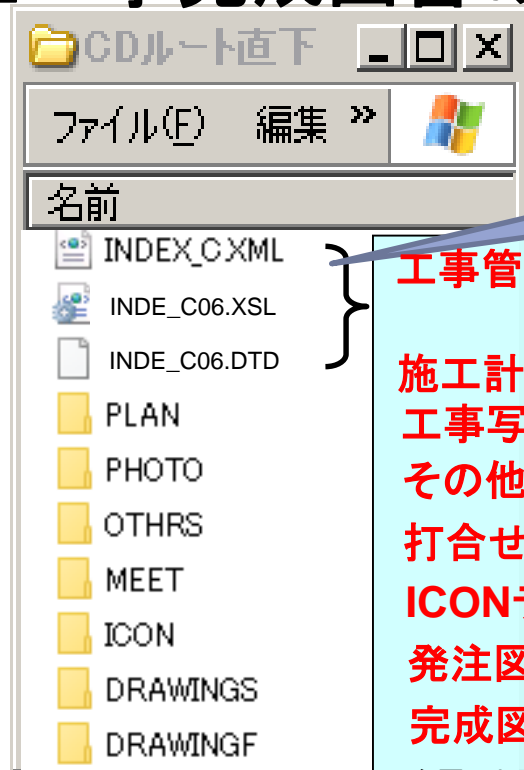 CDルート直下
ファイル(F) 編集 »
名前
INDEX_C.XML
INDE_C06.XSL
INDE_C06.DTD
PLAN
PHOTO
OTHRS
MEET
ICON
DRAWINGS
DRAWINGF
工事管
施工計
工事写
その他
打合せ
ICON
発注図
完成図